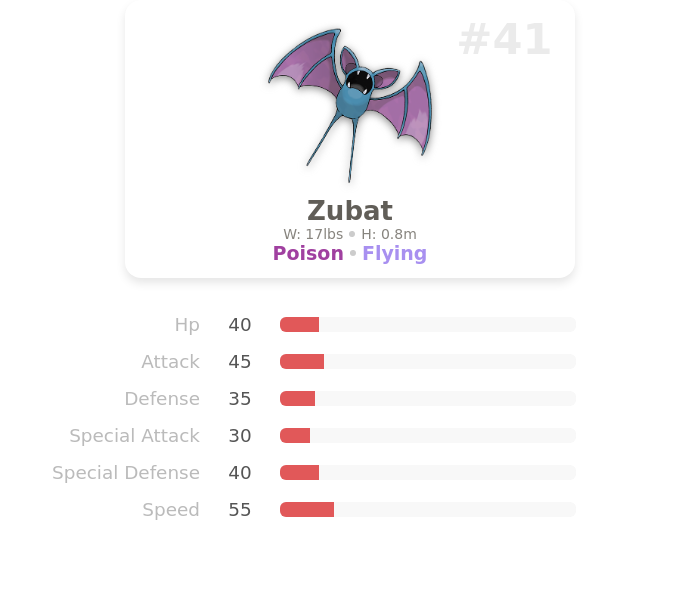 #41
Zubat
W: 17lbs • H: 0.8m
Poison • Flying
Hp 40
Attack 45
Defense 35
Special Attack 30
Special Defense 40
Speed 55